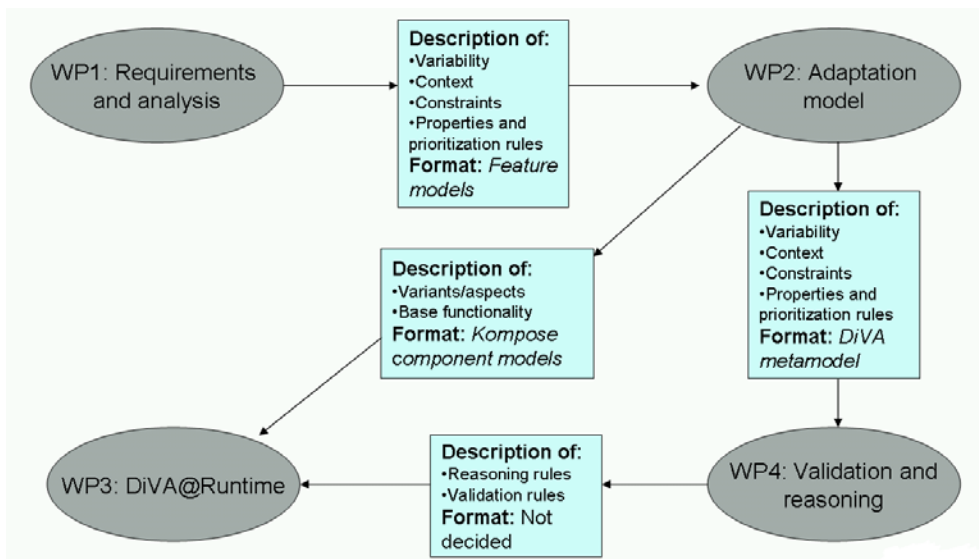 WP1: Requirements
and analysis
Description of:
•Variability
•Context
•Constraints
•Properties and
prioritization rules
Format: Feature
models
WP2: Adaptation
model
Description of:
•Variability
•Context
•Constraints
•Properties and
prioritization rules
Format: DiVA
metamodel
Description of:
•Variants/aspects
•Base functionality
Format: Kompose
component models
WP3: DiVA@Runtime
Description of:
•Reasoning rules
•Validation rules
Format: Not
decided
WP4: Validation and
reasoning